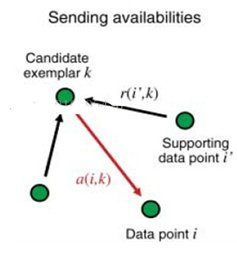 Sending availabilities
Candidate
exemplar k
r(i',k)
Supporting
data point i'
a(i,k)
Data point i